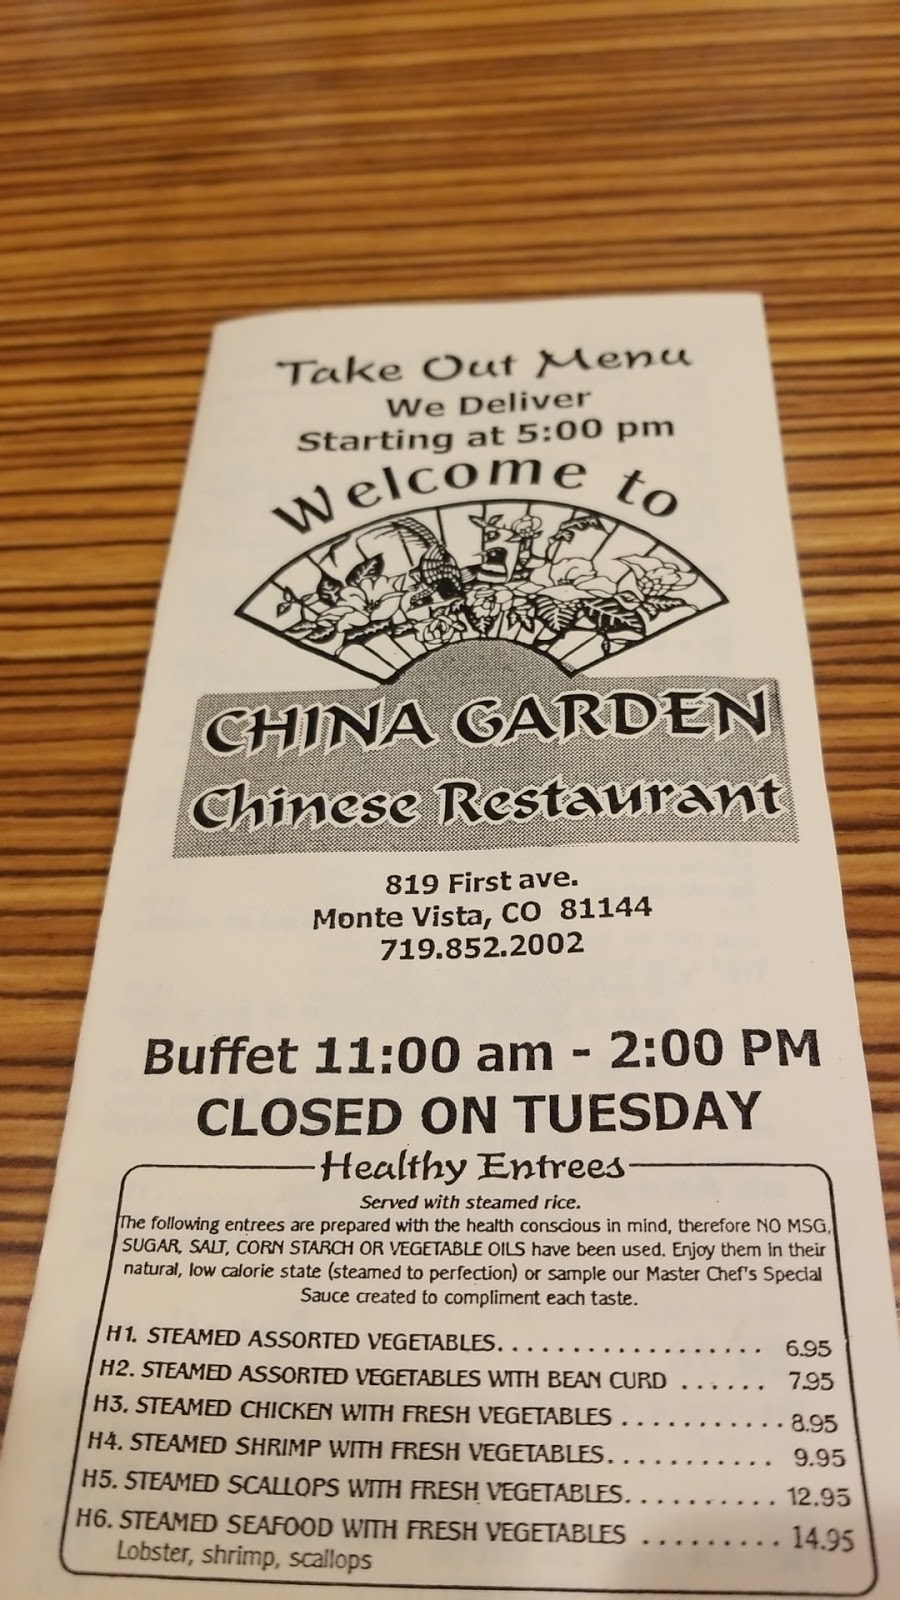 Take Out Menu
We Deliver
Starting at 5:00 pm
Welcome to
CHINA GARDEN
Chinese Restaurant
819 First ave.
Monte Vista, CO 81144
719.852.2002
Buffet 11:00 am - 2:00 PM
CLOSED ON TUESDAY
Healthy Entrees
Served with steamed rice.
The following entrees are prepared with the health conscious in mind, therefore NO MSG,
SUGAR, SALT, CORN STARCH OR VEGETABLE OILS have been used. Enjoy them in their
natural, low calorie state (steamed to perfection) or sample our Master Chef's Special
Sauce created to compliment each taste.
H1. STEAMED ASSORTED VEGETABLES. . . . . . . . . . . . . . . . . . 6.95
H2. STEAMED ASSORTED VEGETABLES WITH BEAN CURD . . . . . . 7.95
H3. STEAMED CHICKEN WITH FRESH VEGETABLES . . . . . . . . . . . 8.95
H4. STEAMED SHRIMP WITH FRESH VEGETABLES. . . . . . . . . . . 9.95
H5. STEAMED SCALLOPS WITH FRESH VEGETABLES. . . . . . . . . . 12.95
H6. STEAMED SEAFOOD WITH FRESH VEGETABLES . . . . . . . . . 14.95
Lobster, shrimp, scallops